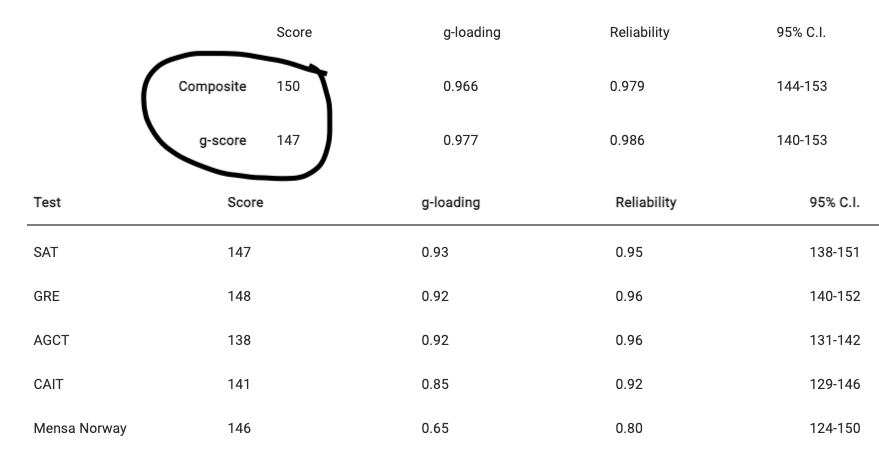 Score g-loading Reliability 95% C.I.
Composite 150 0.966 0.979 144-153
g-score 147 0.977 0.986 140-153
Test Score g-loading Reliability 95% C.I.
SAT 147 0.93 0.95 138-151
GRE 148 0.92 0.96 140-152
AGCT 138 0.92 0.96 131-142
CAIT 141 0.85 0.92 129-146
Mensa Norway 146 0.65 0.80 124-150